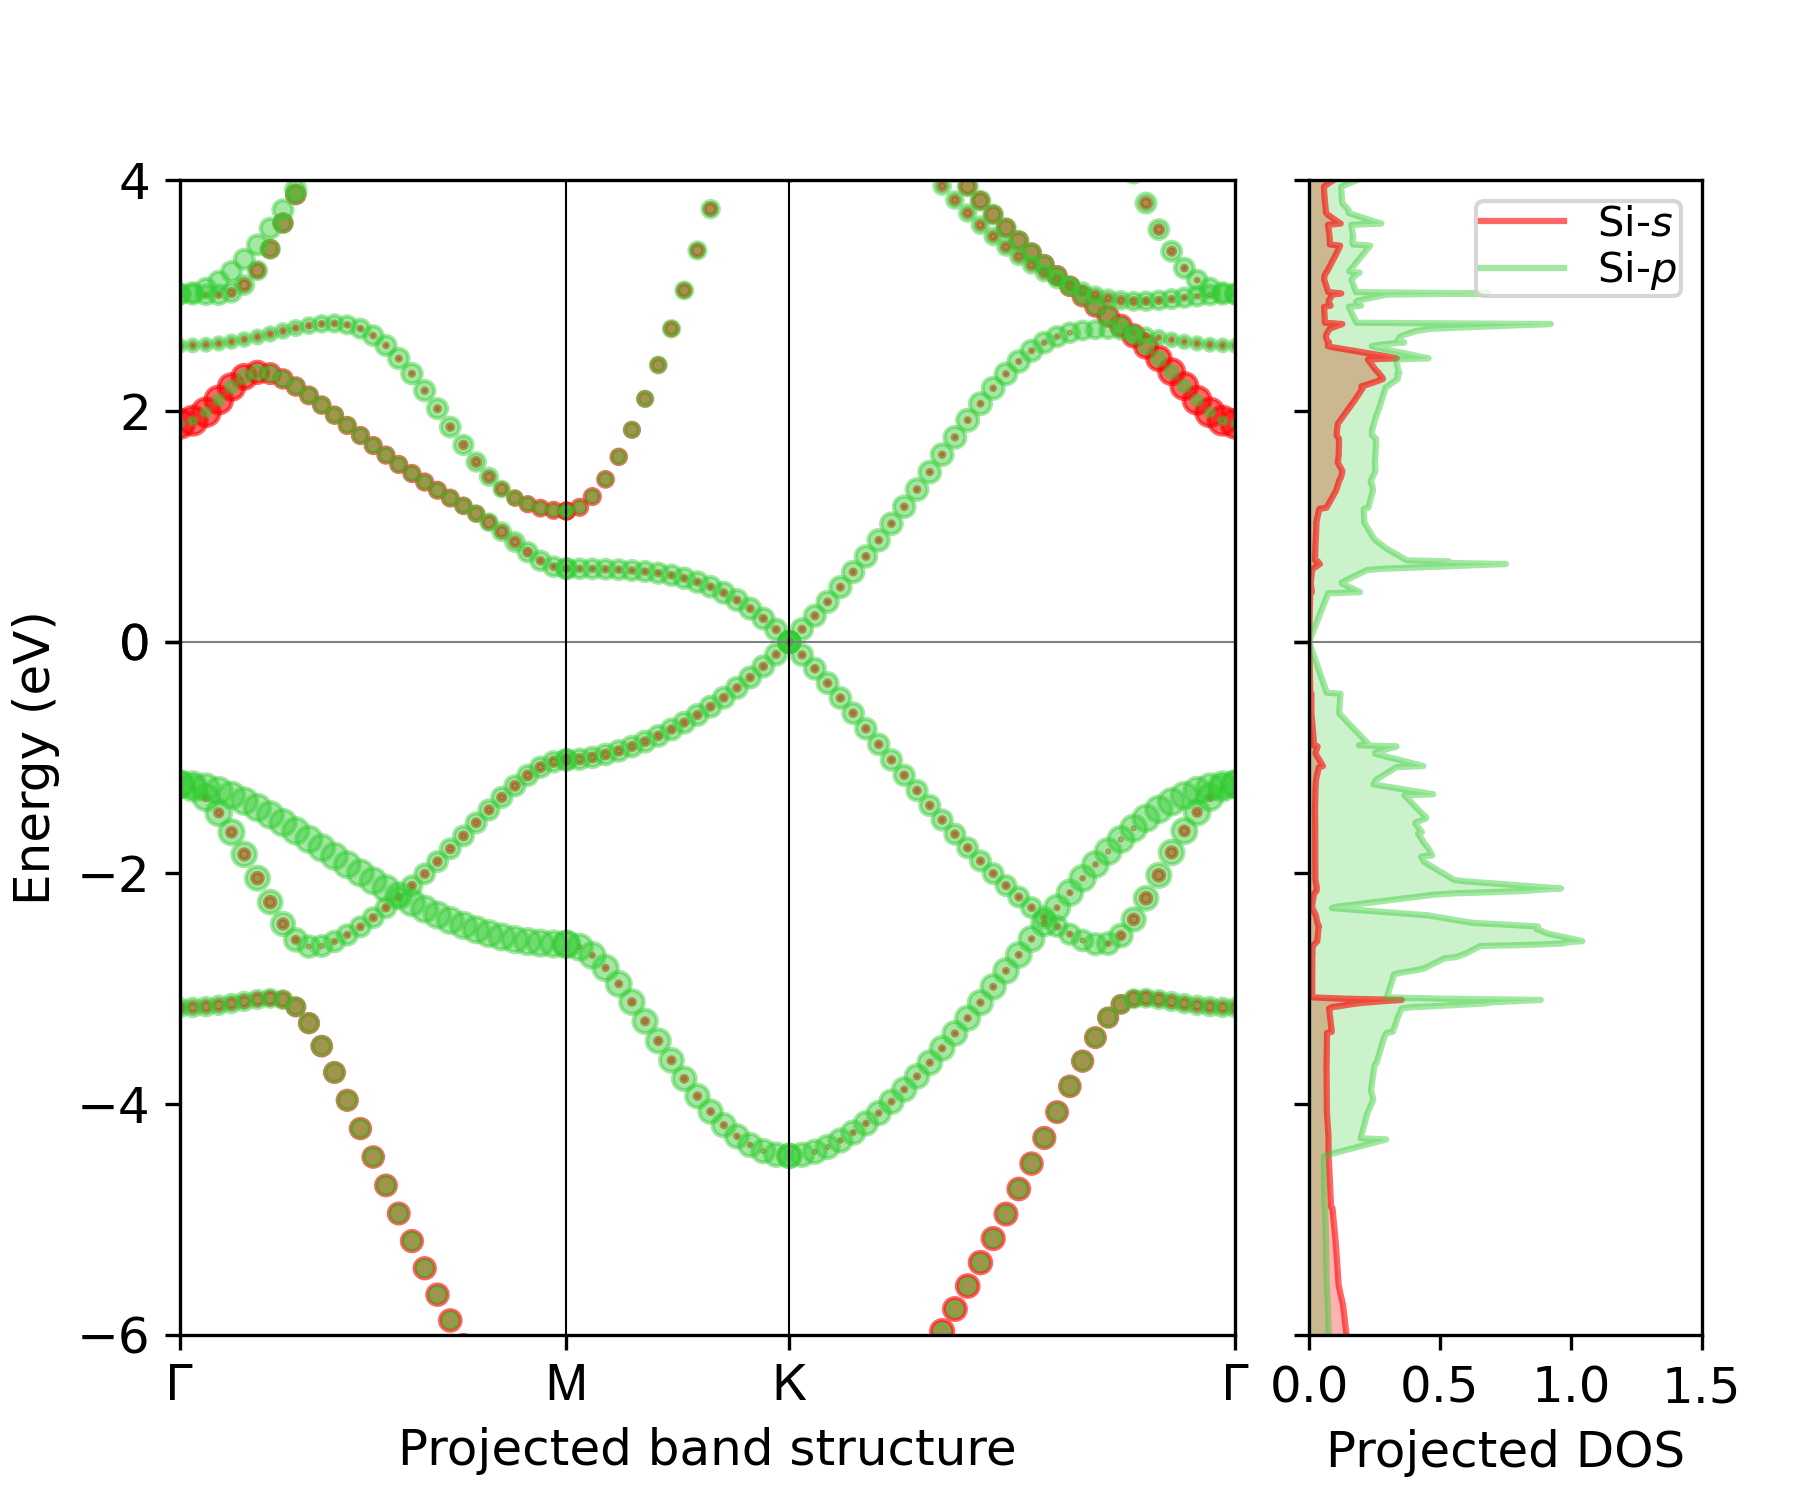 4
2
0
−2
−4
−6
Energy (eV)
Γ M K Γ
Projected band structure
Si-s
Si-p
0.0 0.5 1.0 1.5
Projected DOS